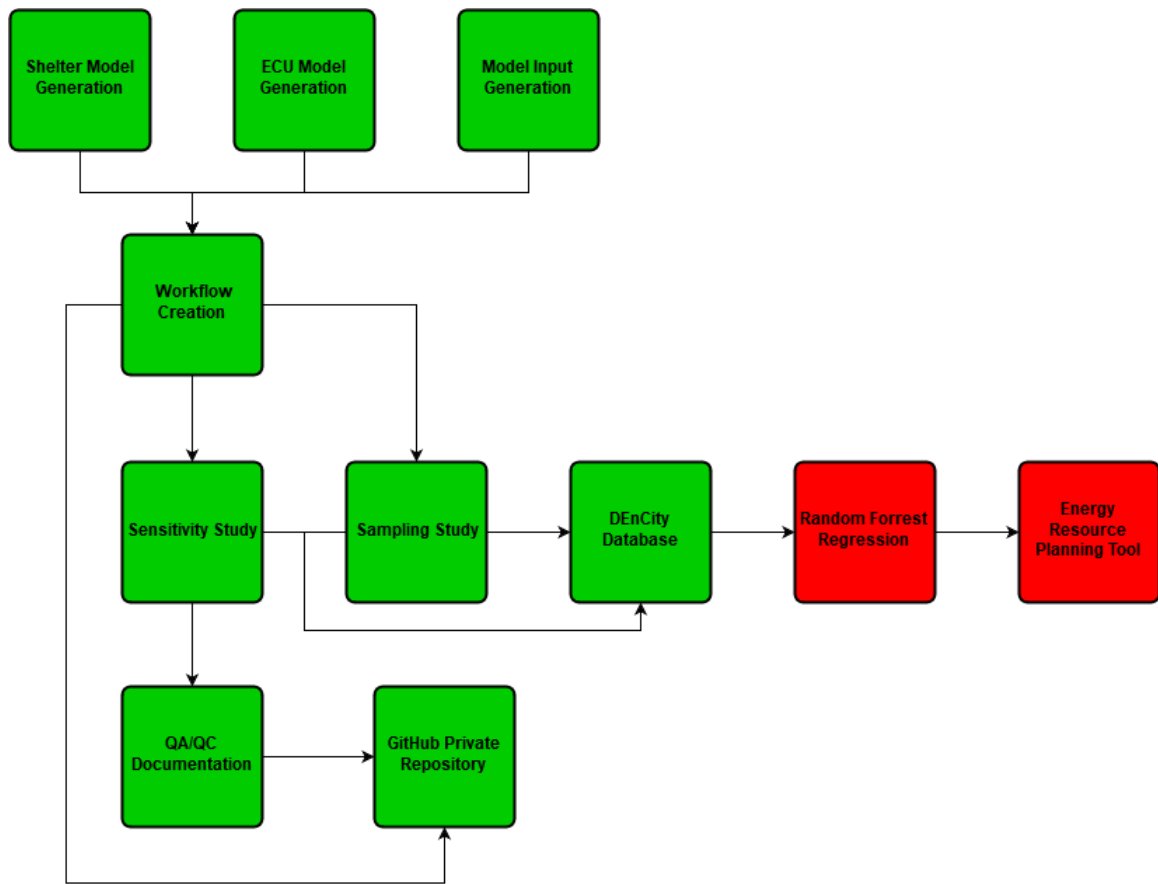 Shelter Model
Generation
ECU Model
Generation
Model Input
Generation
Workflow
Creation
Sensitivity Study
Sampling Study
DEnCity
Database
Random Forrest
Regression
Energy
Resource
Planning Tool
QA/QC
Documentation
GitHub Private
Repository